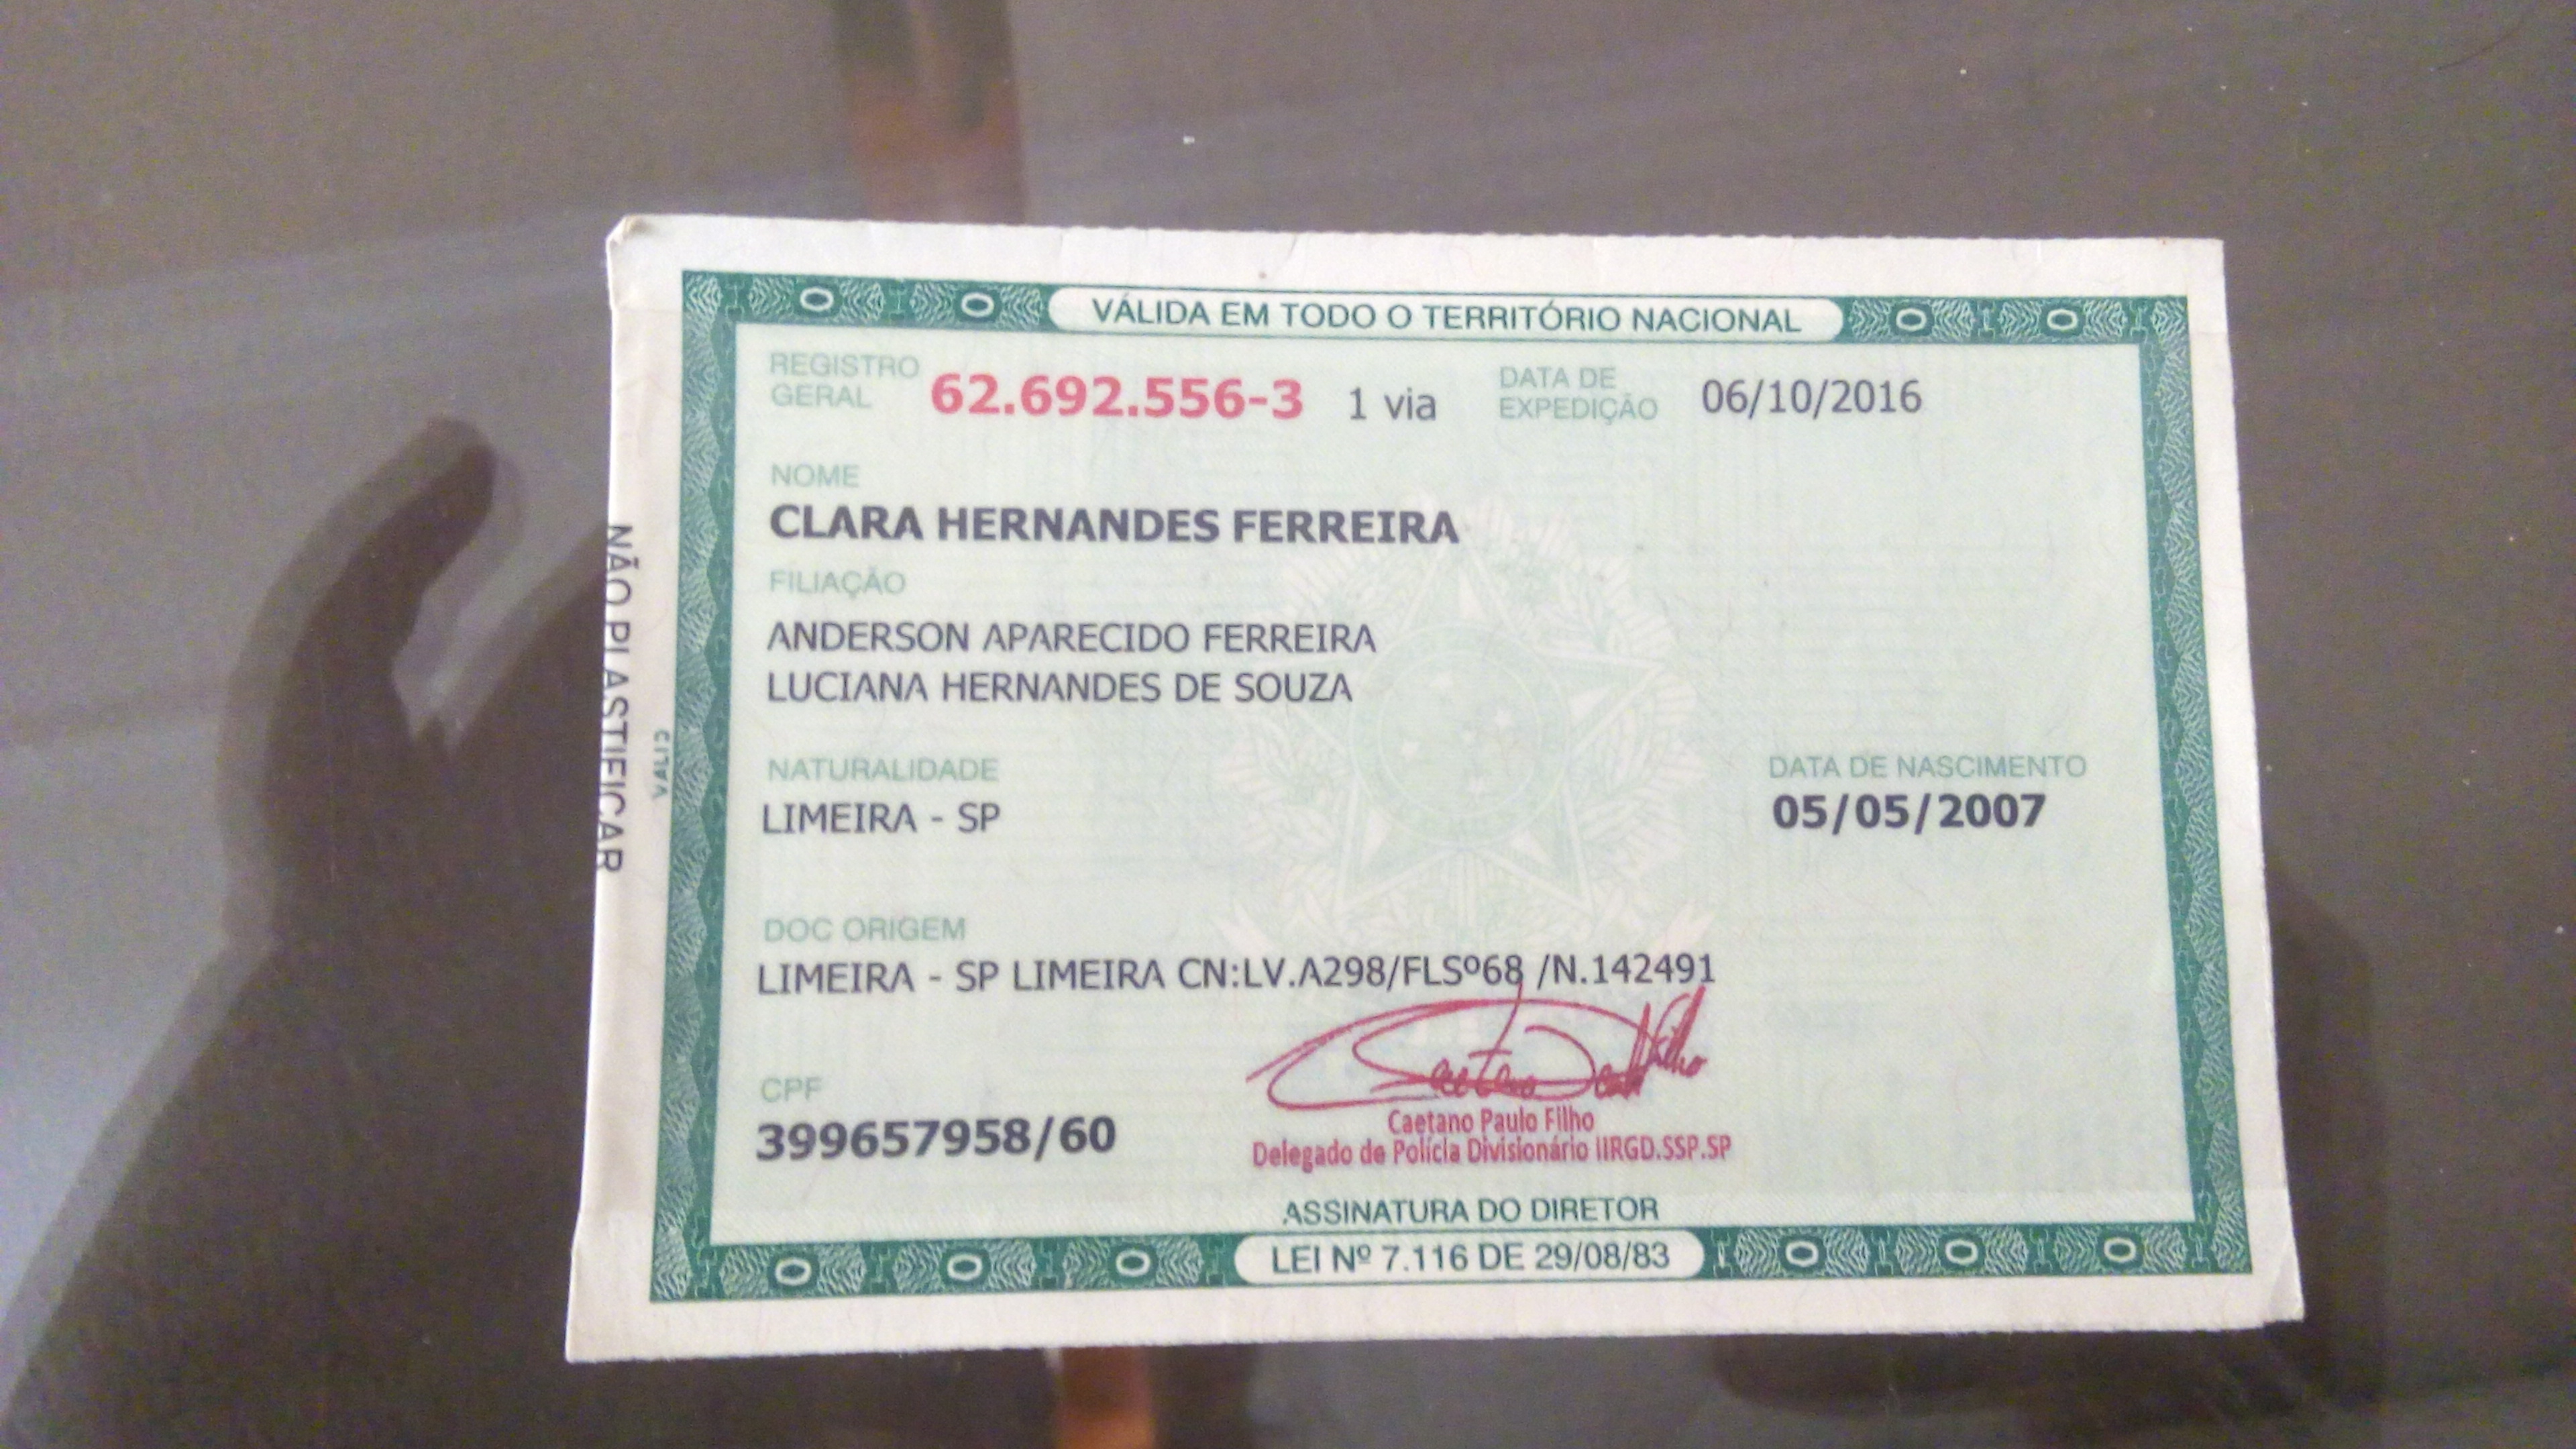 VÁLIDA EM TODO O TERRITÓRIO NACIONAL
REGISTRO GERAL 62.692.556-3 1 via DATA DE EXPEDIÇÃO 06/10/2016
NOME
CLARA HERNANDES FERREIRA
FILIAÇÃO
ANDERSON APARECIDO FERREIRA
LUCIANA HERNANDES DE SOUZA
NATURALIDADE DATA DE NASCIMENTO
LIMEIRA - SP 05/05/2007
DOC ORIGEM
LIMEIRA - SP LIMEIRA CN:LV.A298/FLSº68 /N.142491
CPF
399657958/60
Caetano Paulo Filho
Delegado de Polícia Divisionário IIRGD.SSP.SP
ASSINATURA DO DIRETOR
LEI Nº 7.116 DE 29/08/83
NÃO PLASTIFICAR